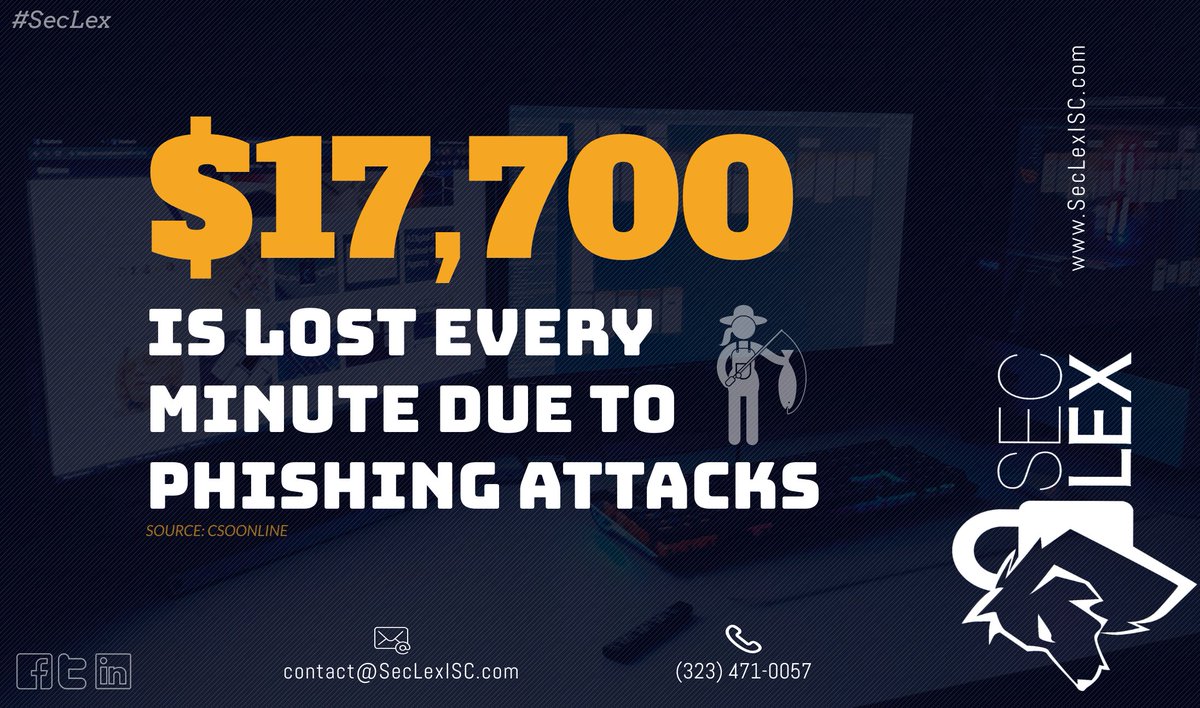 #SecLex
$17,700
IS LOST EVERY
MINUTE DUE TO
PHISHING ATTACKS
SOURCE: CSOONLINE
www.SecLexISC.com
SEC
LEX
contact@SecLexISC.com
(323) 471-0057